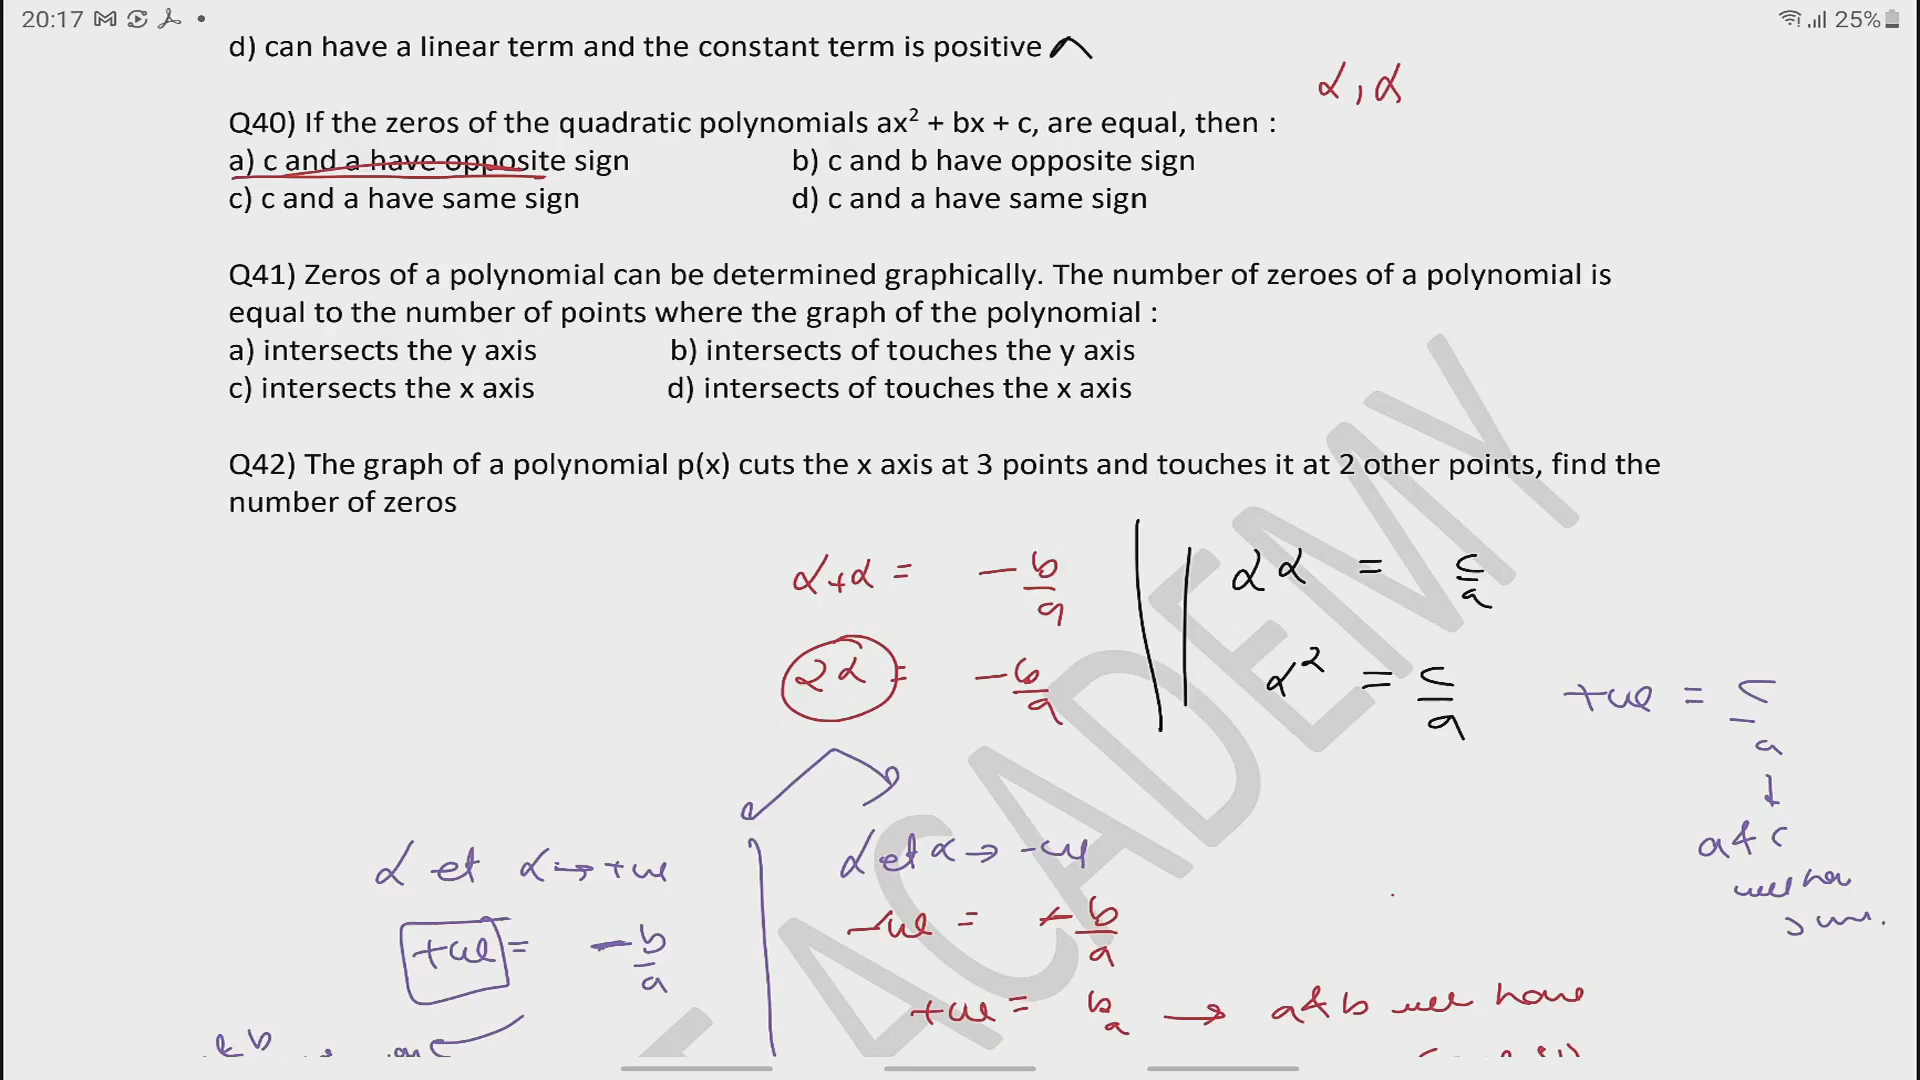 20:17 25%
d) can have a linear term and the constant term is positive
α, α
Q40) If the zeros of the quadratic polynomials ax² + bx + c, are equal, then :
a) c and a have opposite sign b) c and b have opposite sign
c) c and a have same sign d) c and a have same sign
Q41) Zeros of a polynomial can be determined graphically. The number of zeroes of a polynomial is
equal to the number of points where the graph of the polynomial :
a) intersects the y axis b) intersects of touches the y axis
c) intersects the x axis d) intersects of touches the x axis
Q42) The graph of a polynomial p(x) cuts the x axis at 3 points and touches it at 2 other points, find the
number of zeros
α+α = -b/a αα = c/a
2α = -b/a α² = c/a +ve = c/a
a & c
will
α et α → +ve α et α → -ve
+ve = -b/a -ve = -b/a
+ve = b/a → a & b will have
& b
ACADEMY